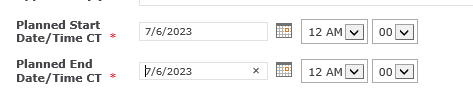 Planned Start
Date/Time CT * 7/6/2023 12 AM 00
Planned End
Date/Time CT * 7/6/2023 × 12 AM 00